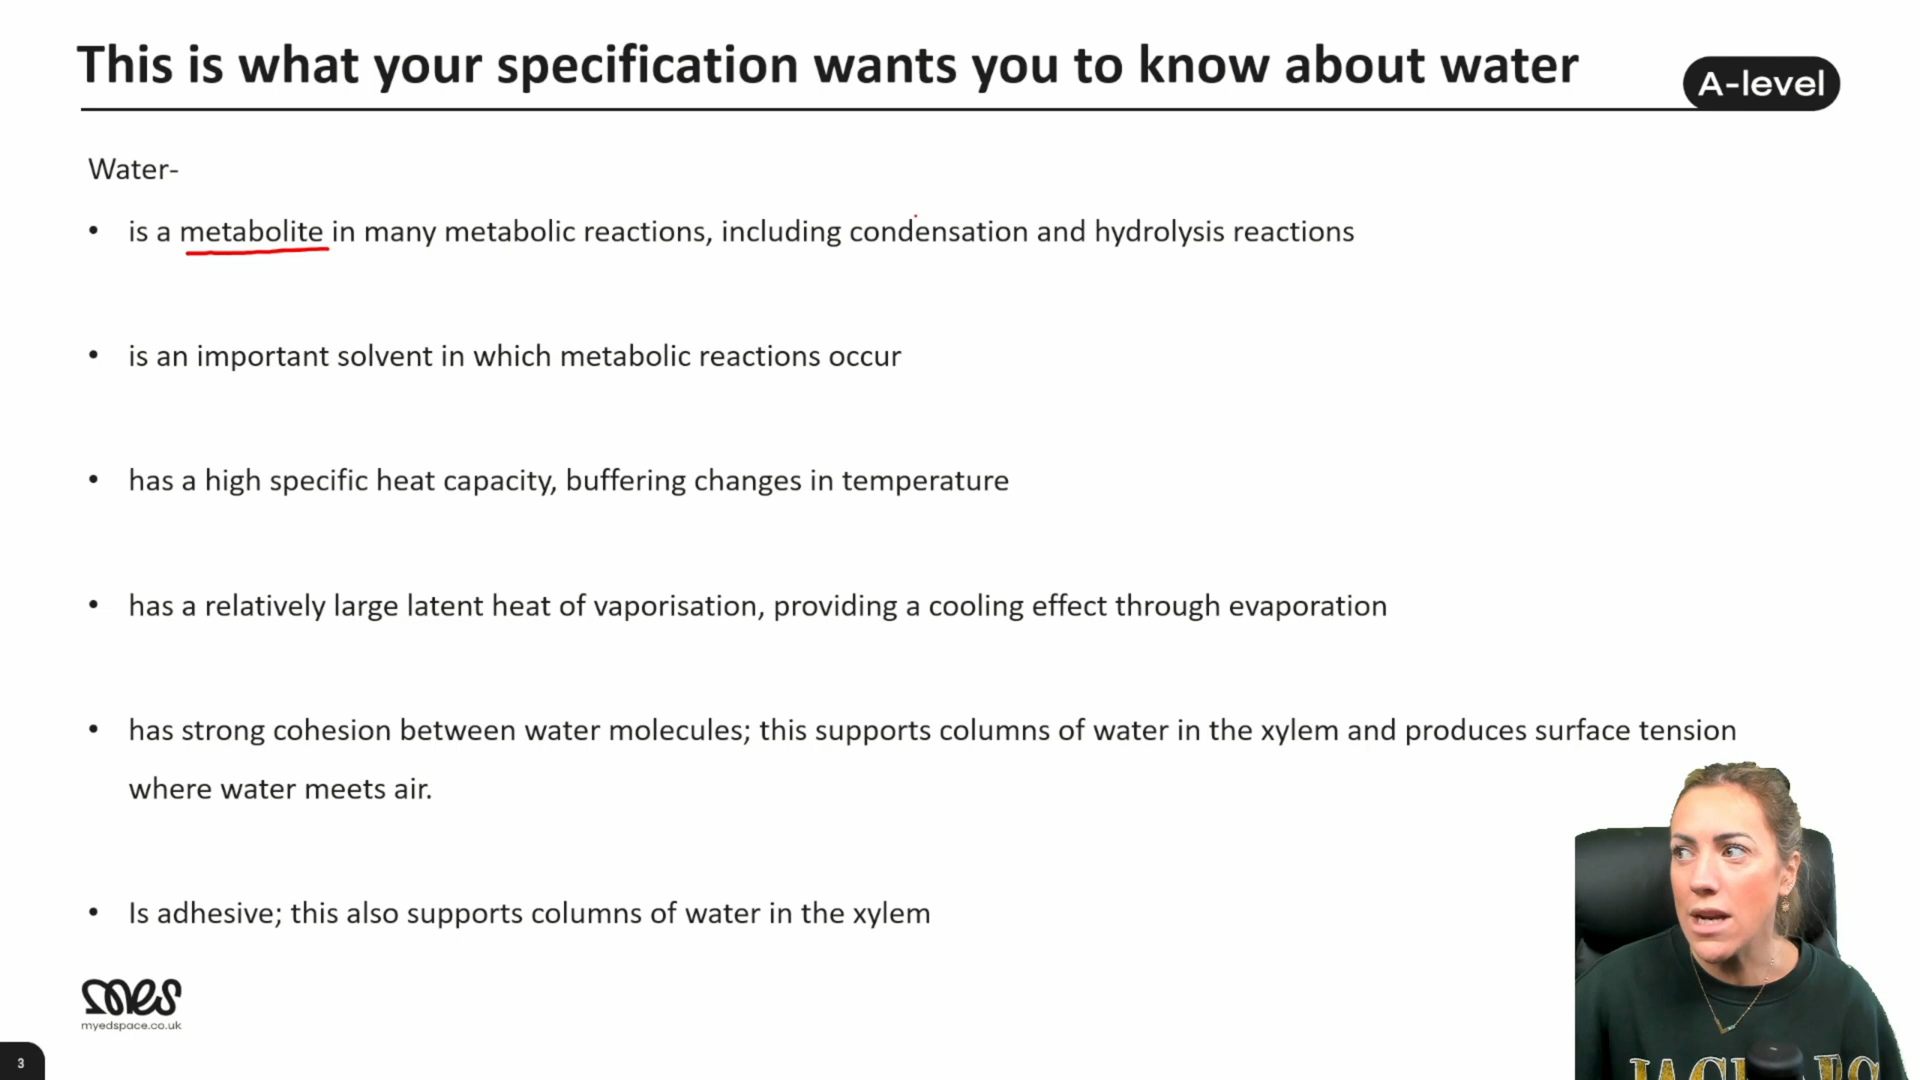 This is what your specification wants you to know about water
A-level
Water-
• is a metabolite in many metabolic reactions, including condensation and hydrolysis reactions
• is an important solvent in which metabolic reactions occur
• has a high specific heat capacity, buffering changes in temperature
• has a relatively large latent heat of vaporisation, providing a cooling effect through evaporation
• has strong cohesion between water molecules; this supports columns of water in the xylem and produces surface tension
where water meets air.
• Is adhesive; this also supports columns of water in the xylem
mes
myedspace.co.uk
3